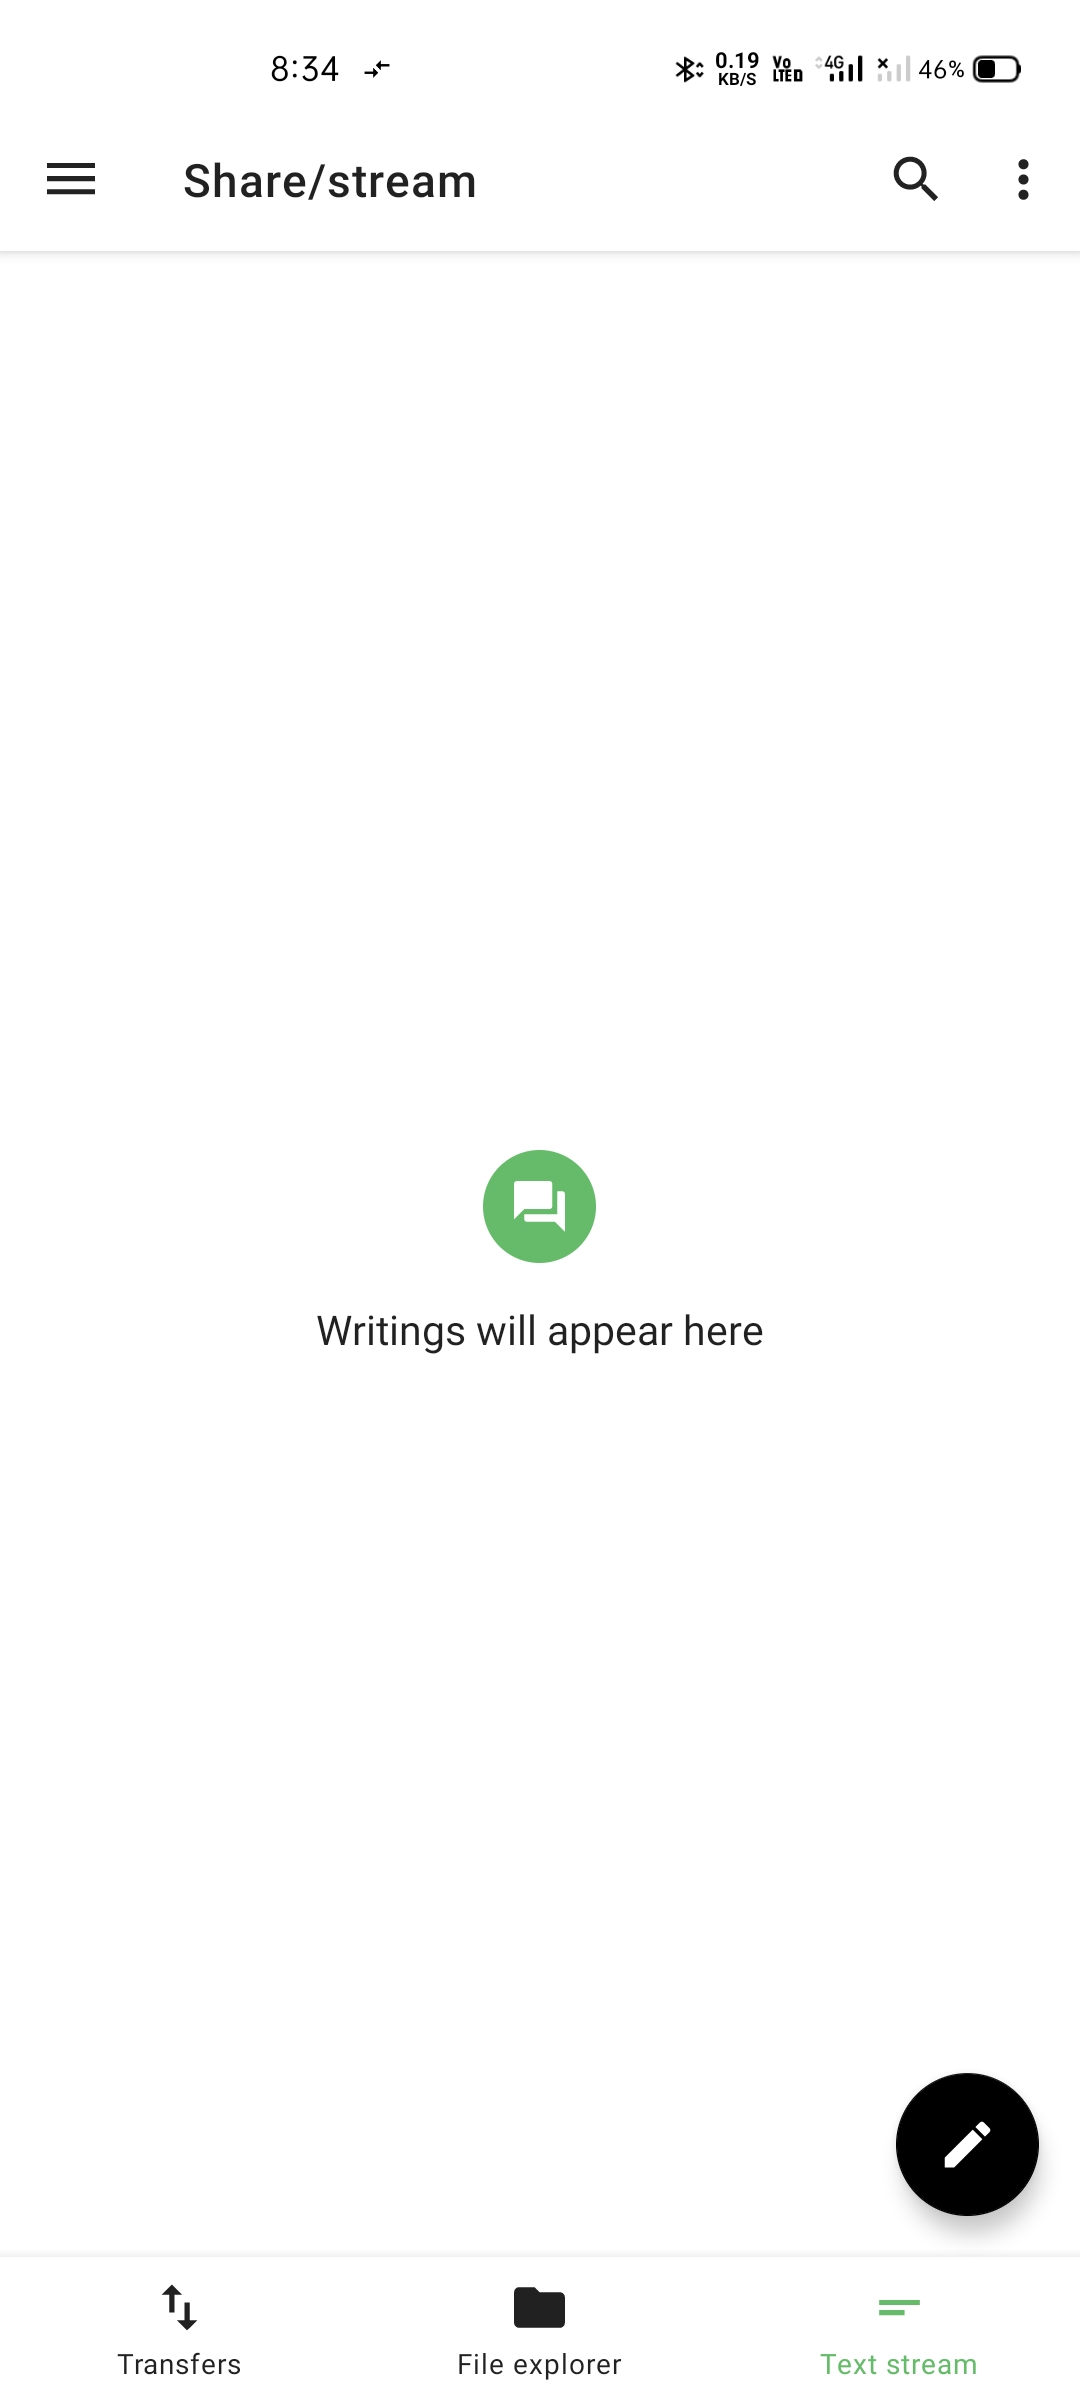 8:34
0.19
KB/S
Vo
LTED
4G
46%
Share/stream
Writings will appear here
Transfers
File explorer
Text stream